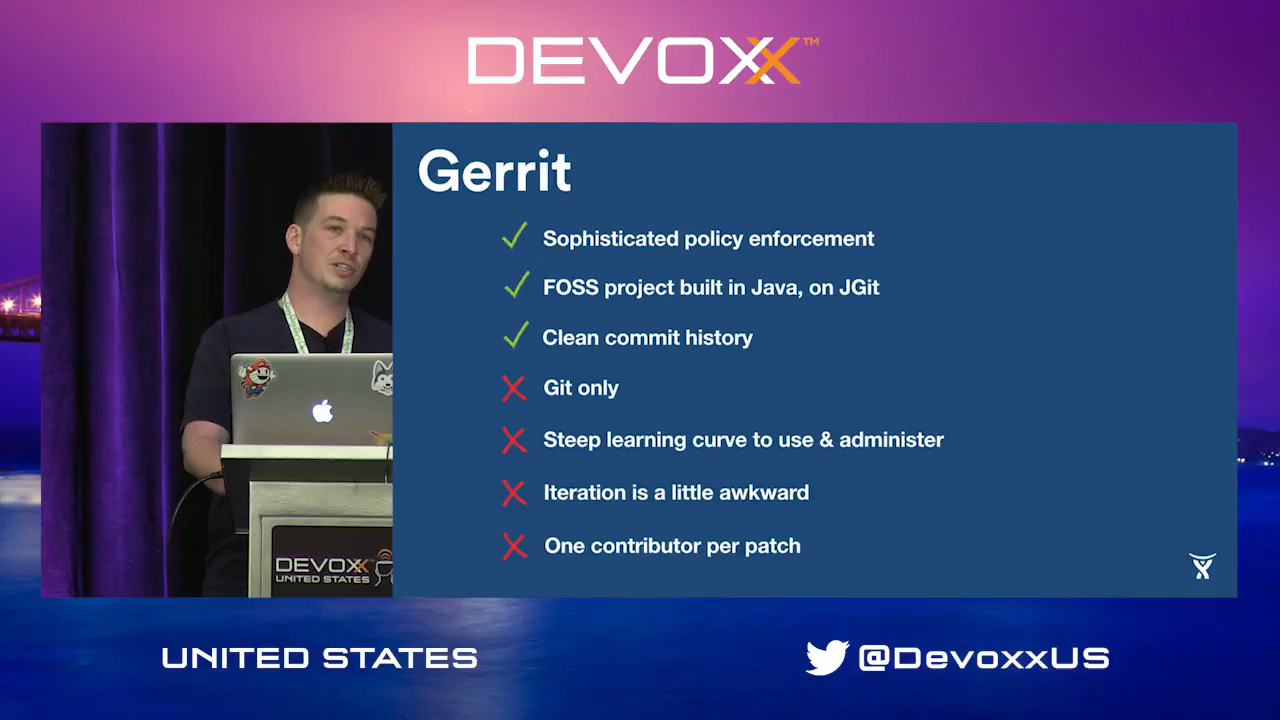 DEVOXX™
Gerrit
Sophisticated policy enforcement
FOSS project built in Java, on JGit
Clean commit history
Git only
Steep learning curve to use & administer
Iteration is a little awkward
One contributor per patch
DEVOXX™
UNITED STATES
UNITED STATES
@DevoxxUS